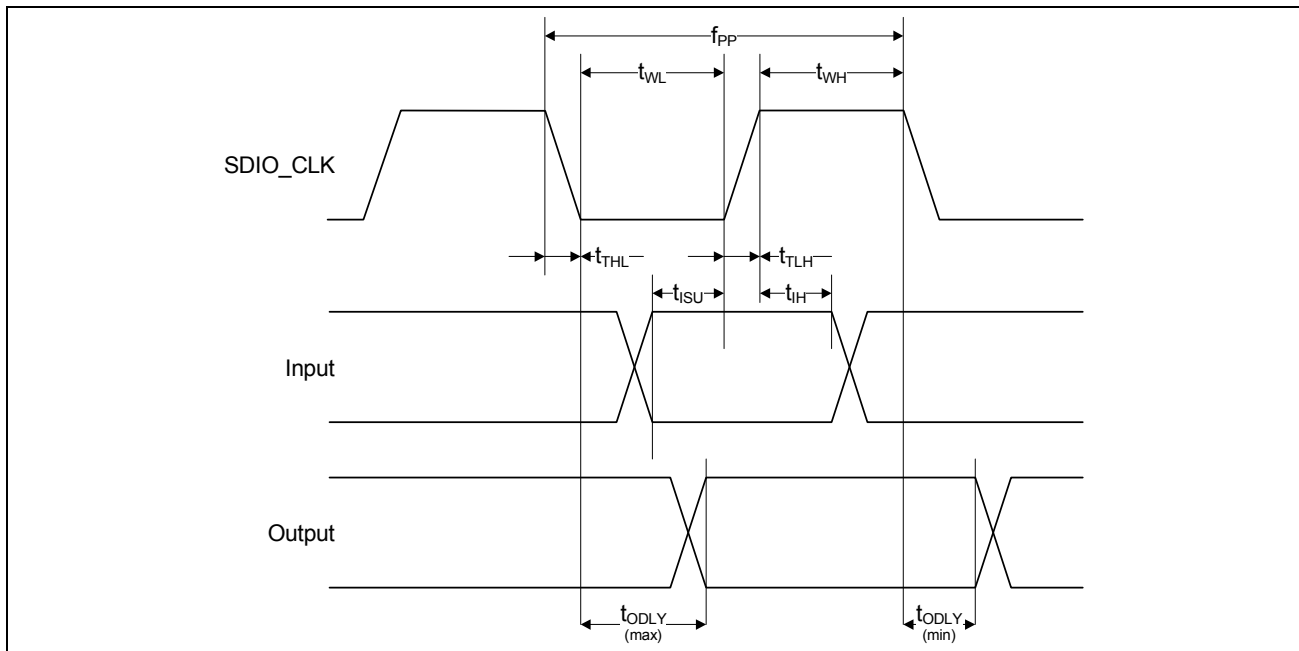 fPP
tWL
tWH
SDIO_CLK
tTHL
tTLH
tISU
tIH
Input
Output
tODLY
(max)
tODLY
(min)